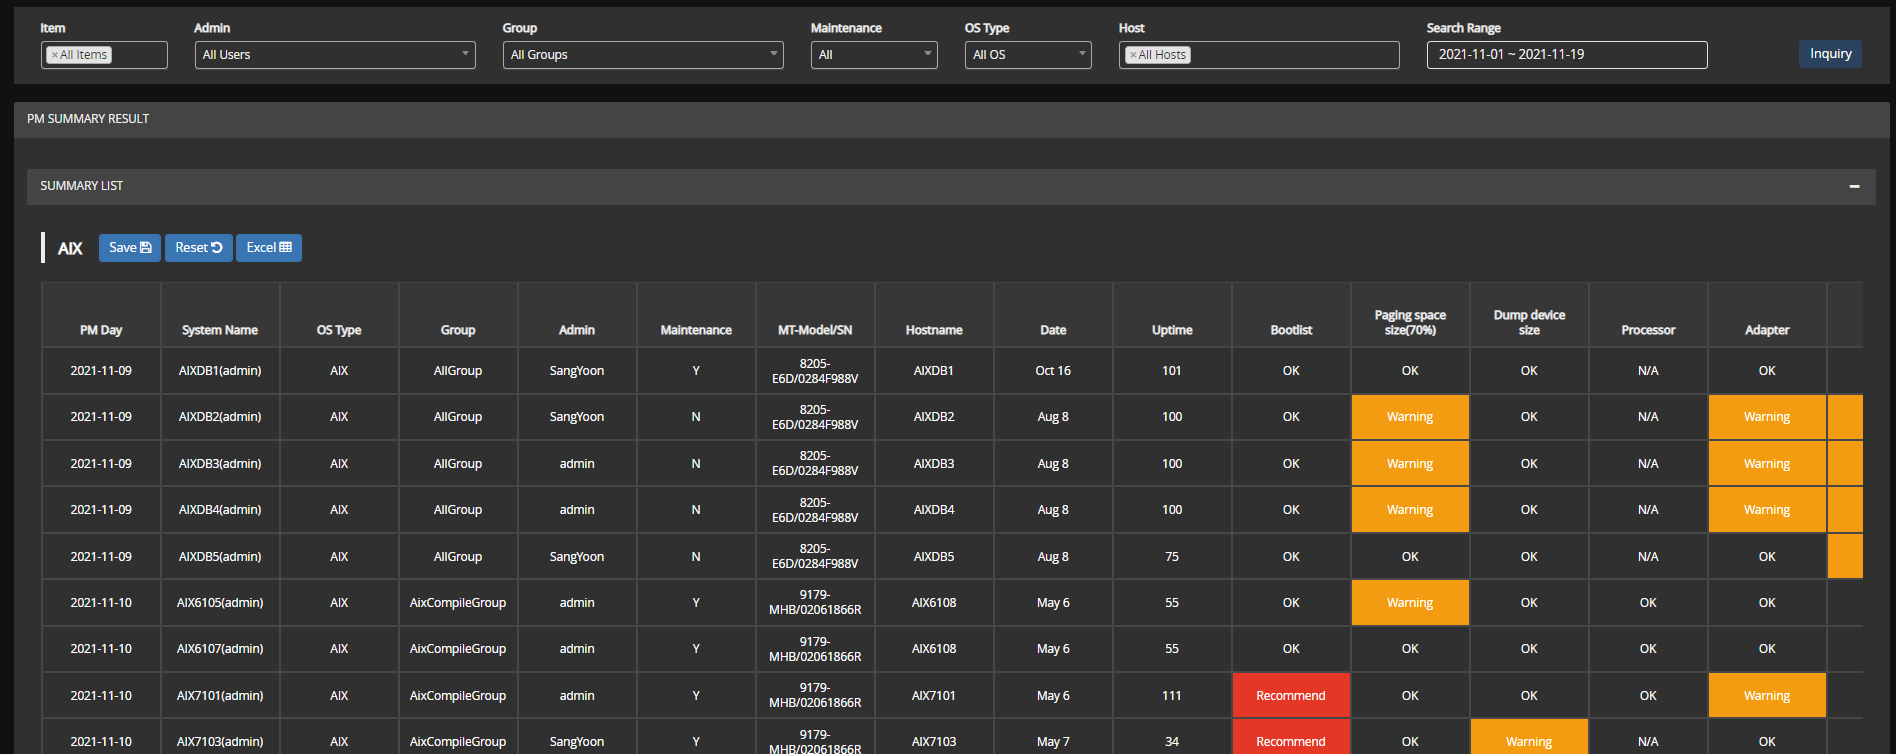 Item Admin Group Maintenance OS Type Host Search Range
×All Items All Users All Groups All All OS ×All Hosts 2021-11-01 ~ 2021-11-19 Inquiry
PM SUMMARY RESULT
SUMMARY LIST
AIX Save Reset Excel
PM Day System Name OS Type Group Admin Maintenance MT-Model/SN Hostname Date Uptime Bootlist Paging space size(70%) Dump device size Processor Adapter
2021-11-09 AIXDB1(admin) AIX AllGroup SangYoon Y 8205-E6D/0284F988V AIXDB1 Oct 16 101 OK OK OK N/A OK
2021-11-09 AIXDB2(admin) AIX AllGroup SangYoon N 8205-E6D/0284F988V AIXDB2 Aug 8 100 OK Warning OK N/A Warning
2021-11-09 AIXDB3(admin) AIX AllGroup admin N 8205-E6D/0284F988V AIXDB3 Aug 8 100 OK Warning OK N/A Warning
2021-11-09 AIXDB4(admin) AIX AllGroup admin N 8205-E6D/0284F988V AIXDB4 Aug 8 100 OK Warning OK N/A Warning
2021-11-09 AIXDB5(admin) AIX AllGroup SangYoon N 8205-E6D/0284F988V AIXDB5 Aug 8 75 OK OK OK N/A OK
2021-11-10 AIX6105(admin) AIX AixCompileGroup admin Y 9179-MHB/02061866R AIX6108 May 6 55 OK Warning OK OK OK
2021-11-10 AIX6107(admin) AIX AixCompileGroup admin Y 9179-MHB/02061866R AIX6108 May 6 55 OK OK OK OK OK
2021-11-10 AIX7101(admin) AIX AixCompileGroup admin Y 9179-MHB/02061866R AIX7101 May 6 111 Recommend OK OK OK Warning
2021-11-10 AIX7103(admin) AIX AixCompileGroup SangYoon Y 9179-MHB/02061866R AIX7103 May 7 34 Recommend OK Warning N/A OK